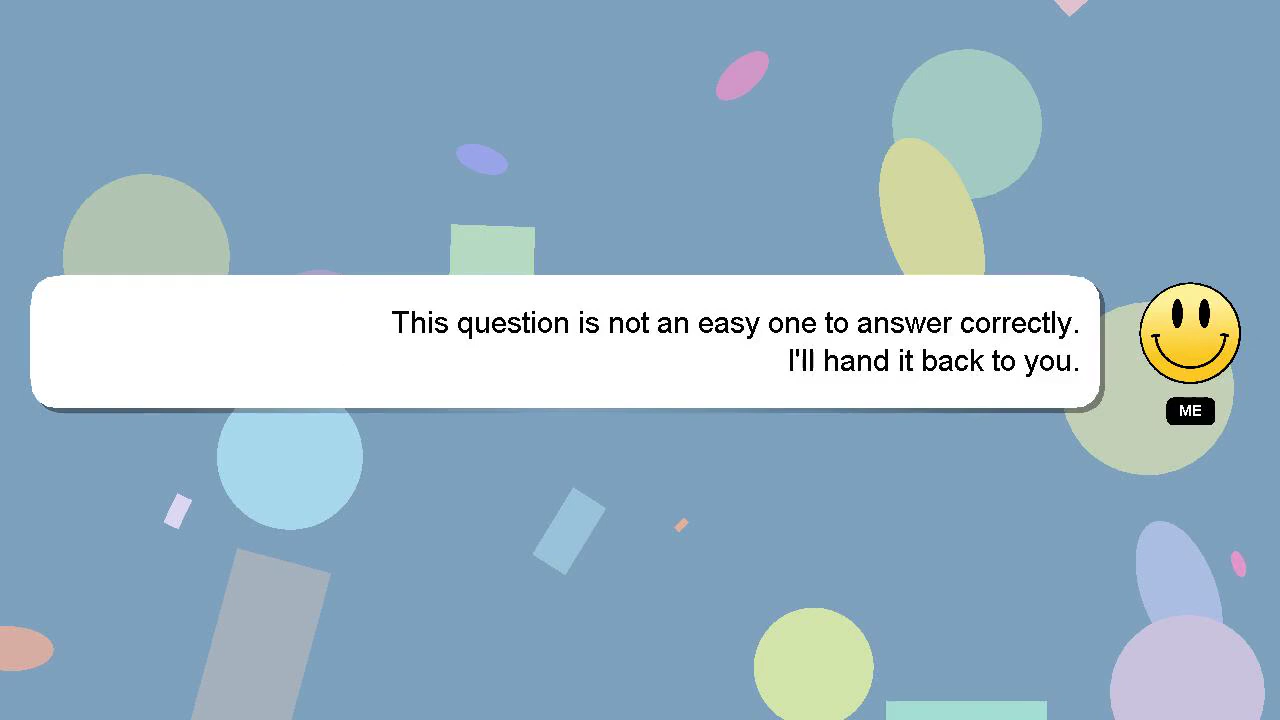 This question is not an easy one to answer correctly.
I'll hand it back to you.
ME